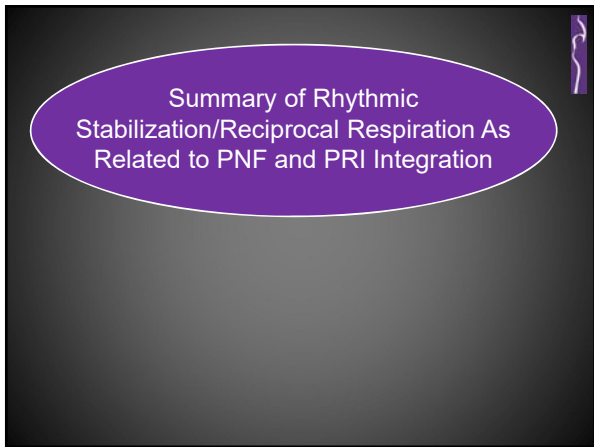 Summary of Rhythmic
Stabilization/Reciprocal Respiration As
Related to PNF and PRI Integration